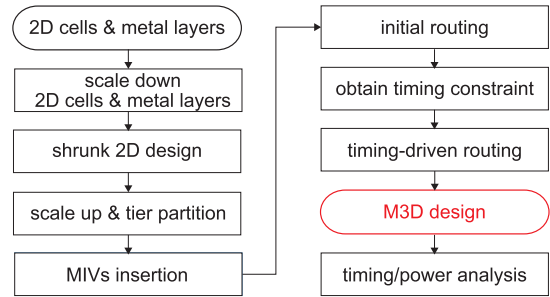 2D cells & metal layers
scale down
2D cells & metal layers
shrunk 2D design
scale up & tier partition
MIVs insertion
initial routing
obtain timing constraint
timing-driven routing
M3D design
timing/power analysis